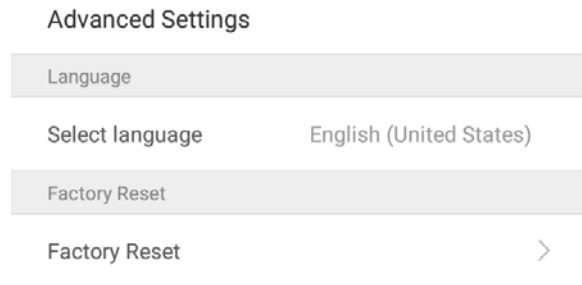 Advanced Settings
Language
Select language English (United States)
Factory Reset
Factory Reset